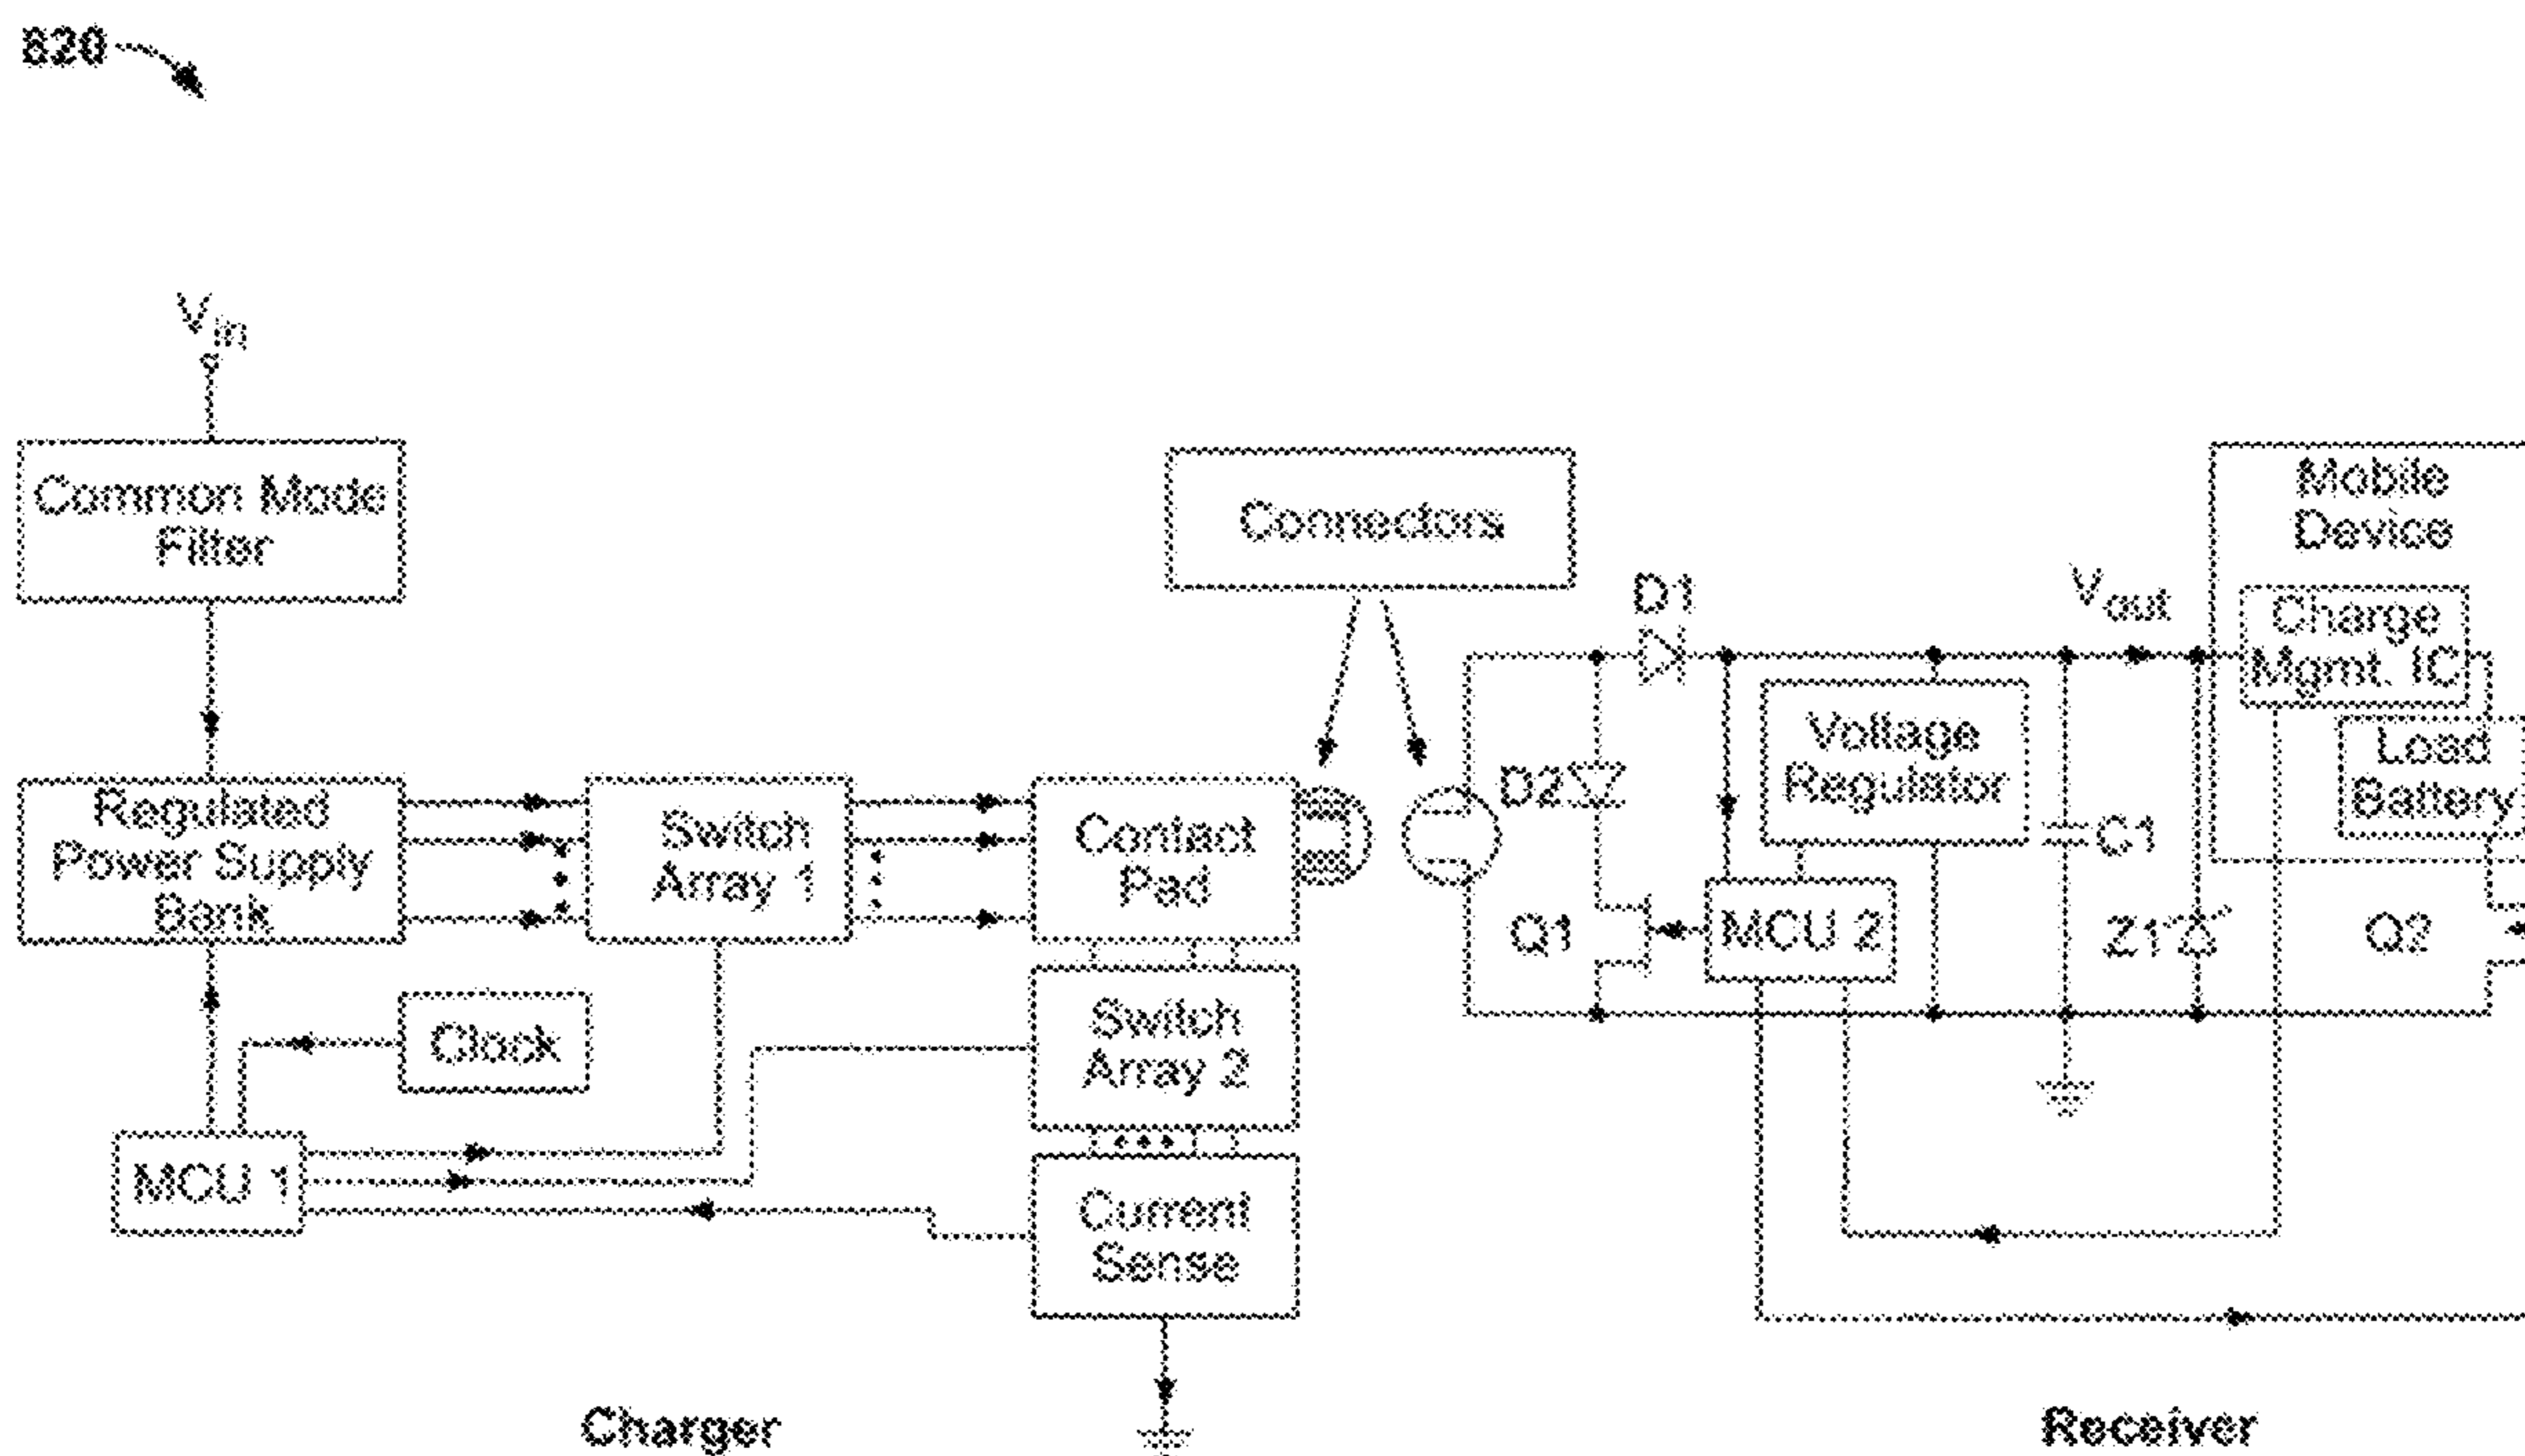 820
Vin
Common Mode
Filter
Regulated
Power Supply
Bank
Switch
Array 1
Contact
Pad
Connectors
Clock
MCU 1
Switch
Array 2
Current
Sense
Charger
D1
D2
Q1
MCU 2
Voltage
Regulator
C1
Vout
Z1
Mobile
Device
Charge
Mgmt. IC
Load
Battery
Q2
Receiver